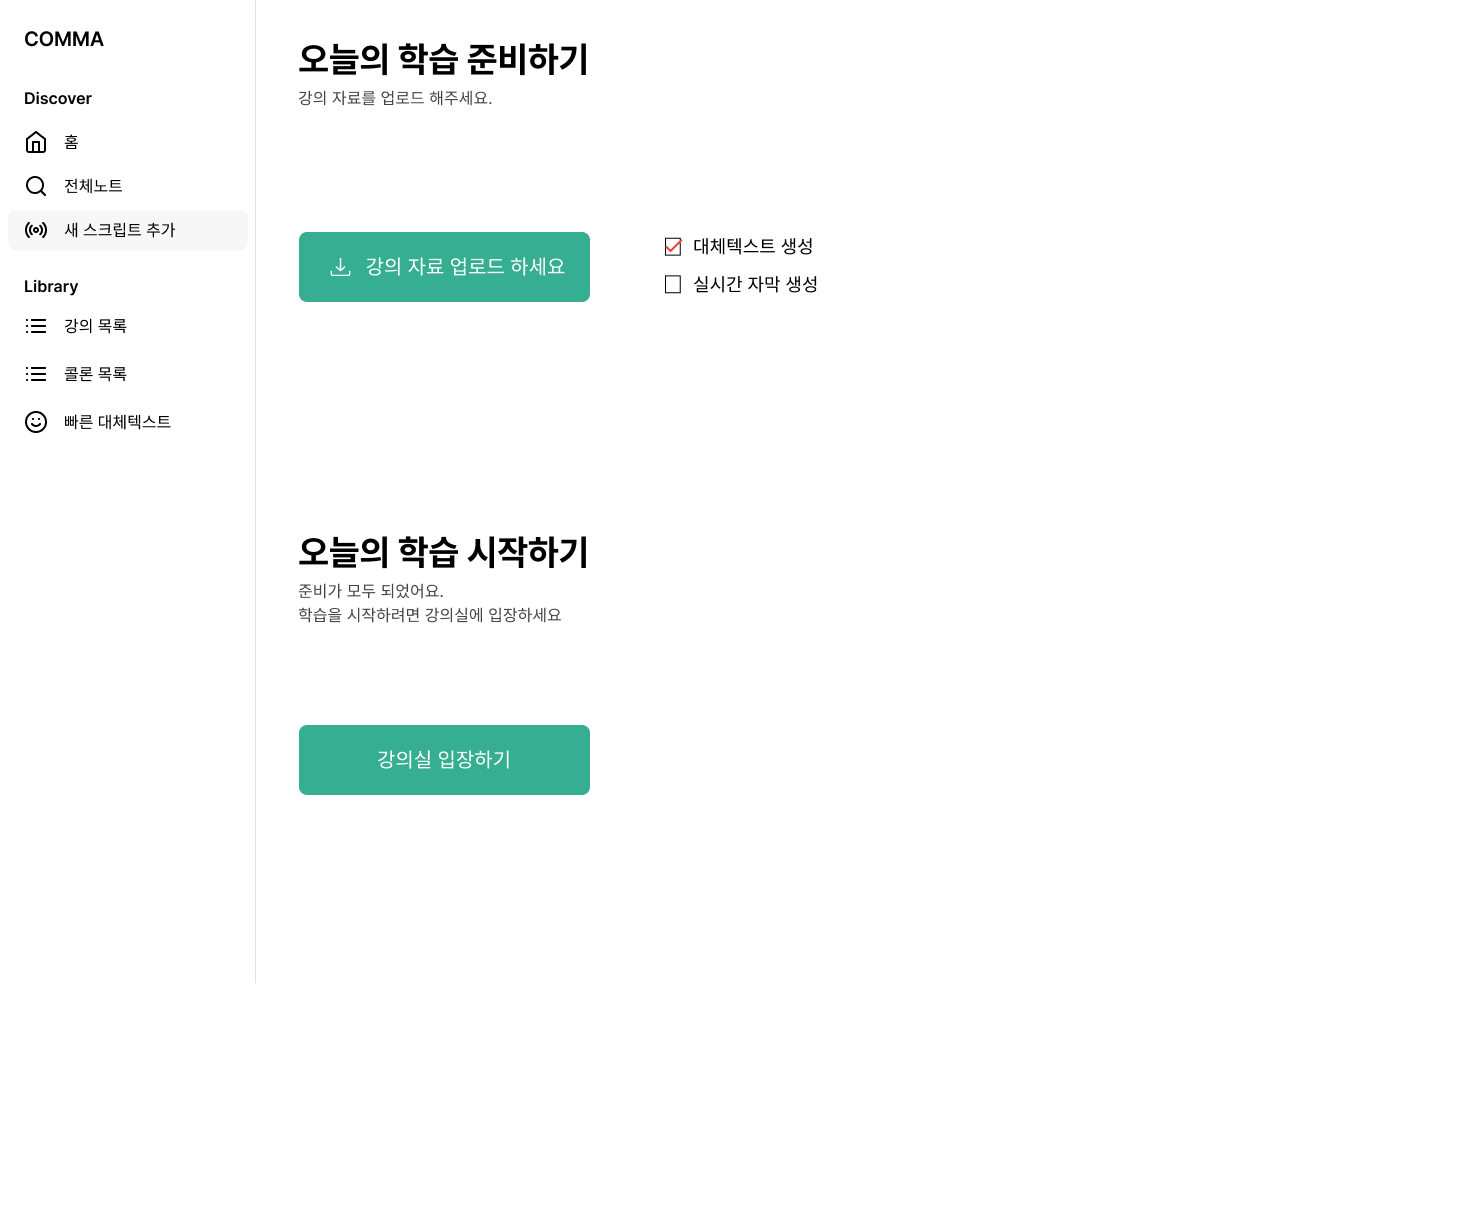 COMMA
Discover
홈
전체노트
새 스크립트 추가
Library
강의 목록
콜론 목록
빠른 대체텍스트
오늘의 학습 준비하기
강의 자료를 업로드 해주세요.
강의 자료 업로드 하세요
대체텍스트 생성
실시간 자막 생성
오늘의 학습 시작하기
준비가 모두 되었어요.
학습을 시작하려면 강의실에 입장하세요
강의실 입장하기